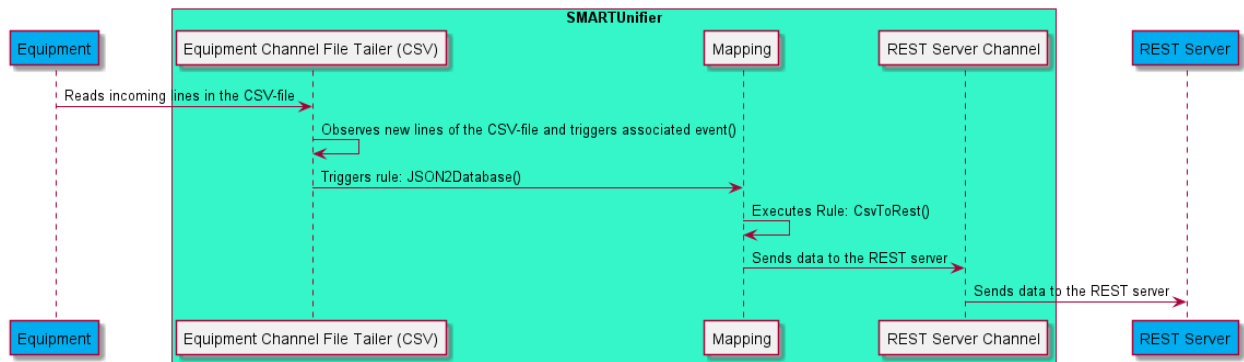 SMARTUnifier
Equipment
Equipment Channel File Tailer (CSV)
Mapping
REST Server Channel
REST Server
Reads incoming lines in the CSV-file
Observes new lines of the CSV-file and triggers associated event()
Triggers rule: JSON2Database()
Executes Rule: CsvToRest()
Sends data to the REST server
Sends data to the REST server
Equipment
Equipment Channel File Tailer (CSV)
Mapping
REST Server Channel
REST Server